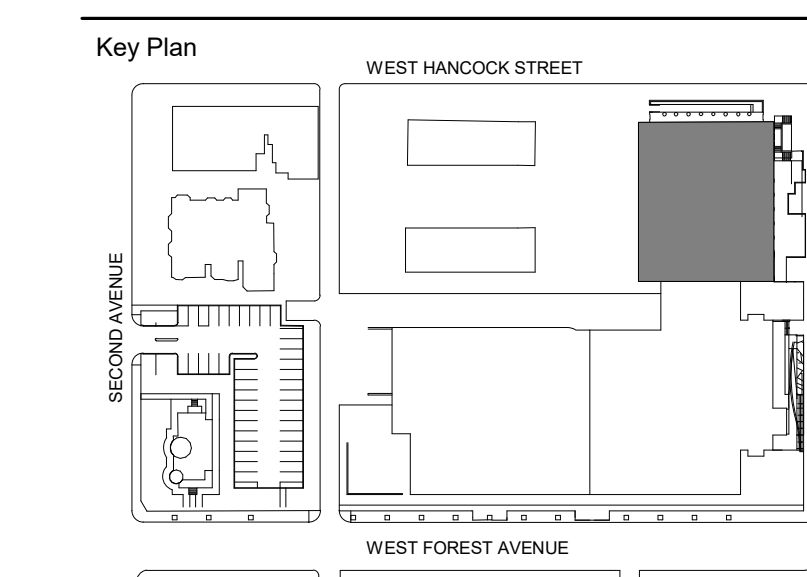 Key Plan
WEST HANCOCK STREET
SECOND AVENUE
WEST FOREST AVENUE